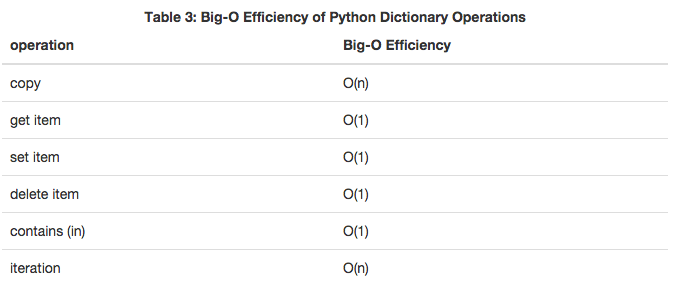 Table 3: Big-O Efficiency of Python Dictionary Operations
operation Big-O Efficiency
copy O(n)
get item O(1)
set item O(1)
delete item O(1)
contains (in) O(1)
iteration O(n)